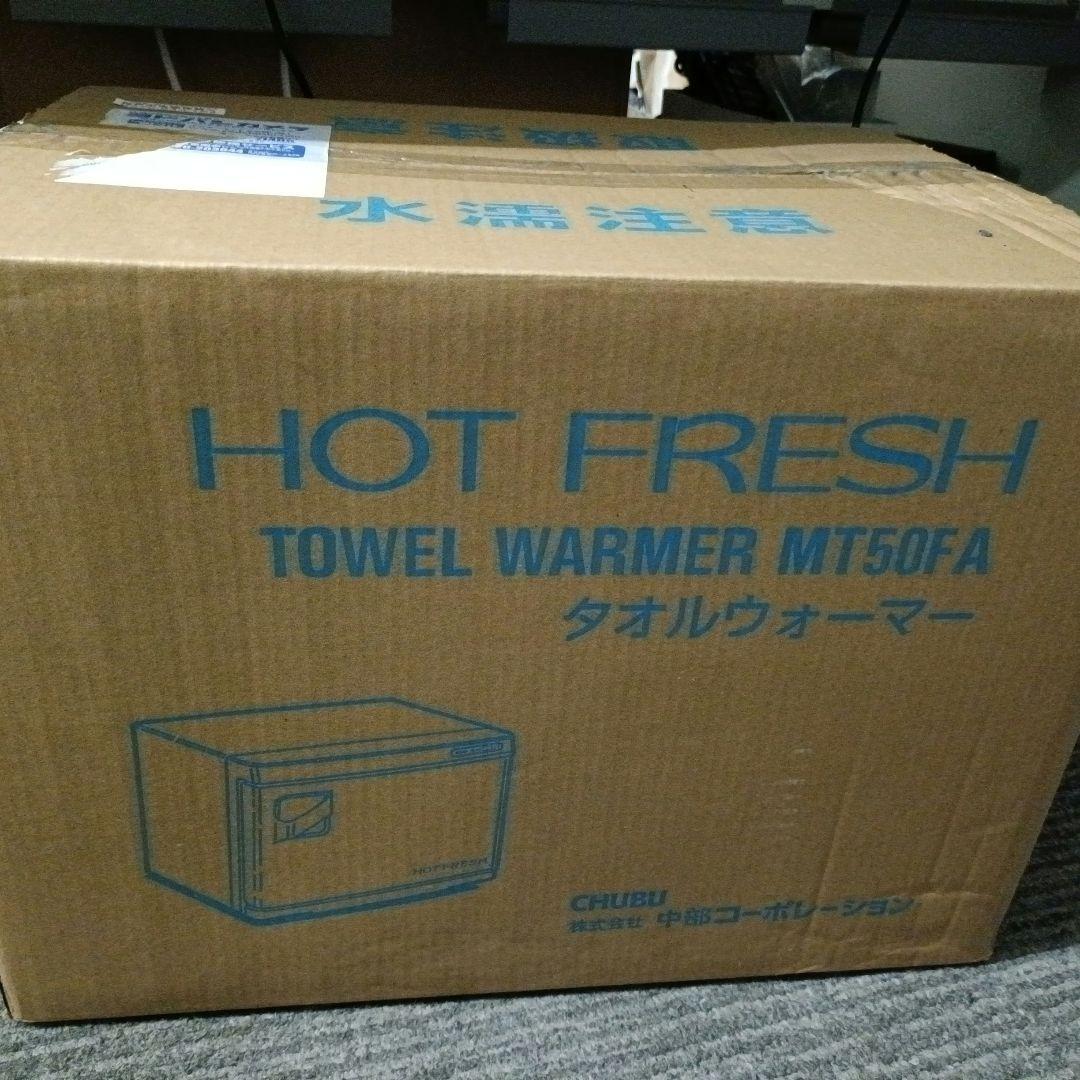 水濡注意
HOT FRESH
TOWEL WARMER MT50FA
タオルウォーマー
HOT FRESH
CHUBU
株式会社 中部コーポレーション